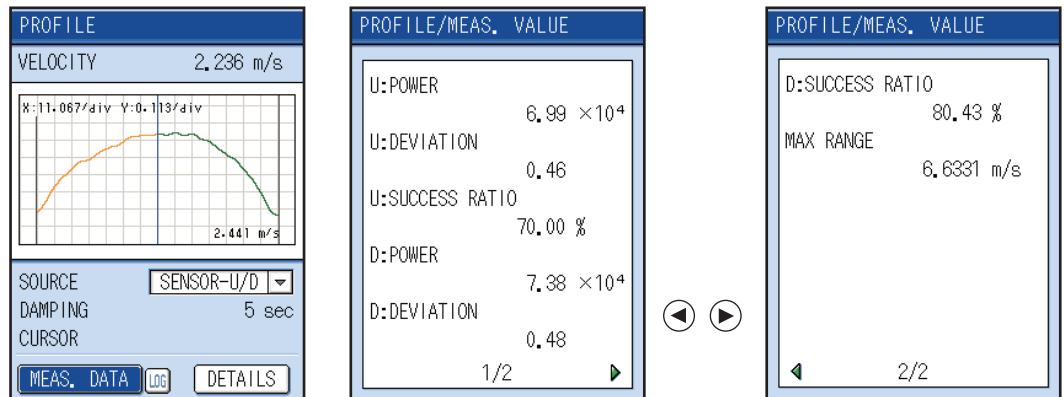 PROFILE
VELOCITY 2.236 m/s
X:11.067/div Y:0.113/div
2.441 m/s
SOURCE SENSOR-U/D
DAMPING 5 sec
CURSOR
MEAS. DATA LOG DETAILS
PROFILE/MEAS. VALUE
U:POWER
6.99 ×10⁴
U:DEVIATION
0.46
U:SUCCESS RATIO
70.00 %
D:POWER
7.38 ×10⁴
D:DEVIATION
0.48
1/2
PROFILE/MEAS. VALUE
D:SUCCESS RATIO
80.43 %
MAX RANGE
6.6331 m/s
2/2